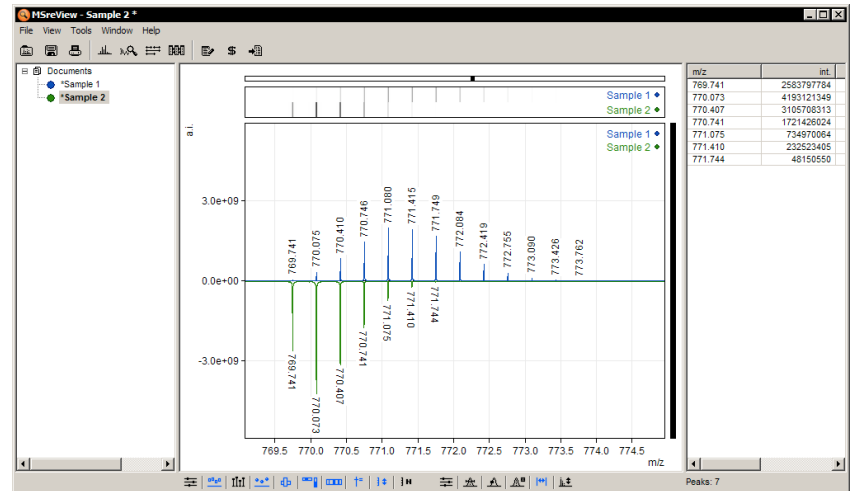 MSreView - Sample 2 *
File View Tools Window Help
Documents
*Sample 1
*Sample 2
Sample 1
Sample 2
a.i.
Sample 1
Sample 2
3.0e+09
0.0e+00
-3.0e+09
769.741
770.075
770.410
770.746
771.080
771.415
771.749
772.084
772.419
772.755
773.090
773.426
773.762
769.741
770.073
770.407
770.741
771.075
771.410
771.744
769.5 770.0 770.5 771.0 771.5 772.0 772.5 773.0 773.5 774.0 774.5
m/z
m/z int.
769.741 2583797784
770.073 4193121349
770.407 3105708313
770.741 1721426024
771.075 734970064
771.410 232523405
771.744 48150550
Peaks: 7